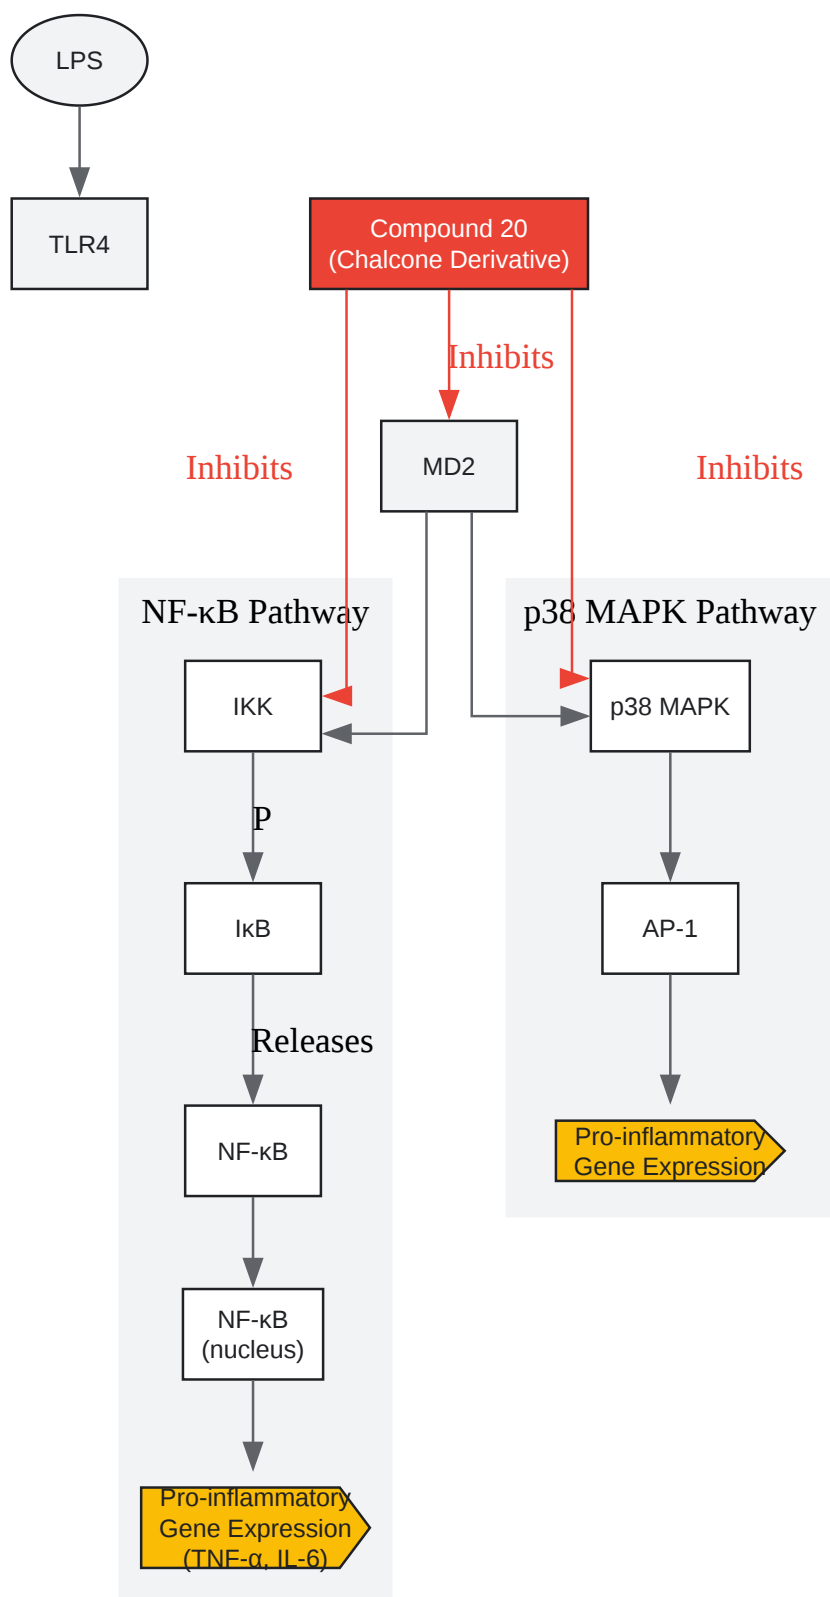 LPS
TLR4
Compound 20
(Chalcone Derivative)
Inhibits
MD2
Inhibits
Inhibits
NF-κB Pathway
p38 MAPK Pathway
IKK
p38 MAPK
P
IκB
AP-1
Releases
NF-κB
Pro-inflammatory
Gene Expression
NF-κB
(nucleus)
Pro-inflammatory
Gene Expression
(TNF-α, IL-6)